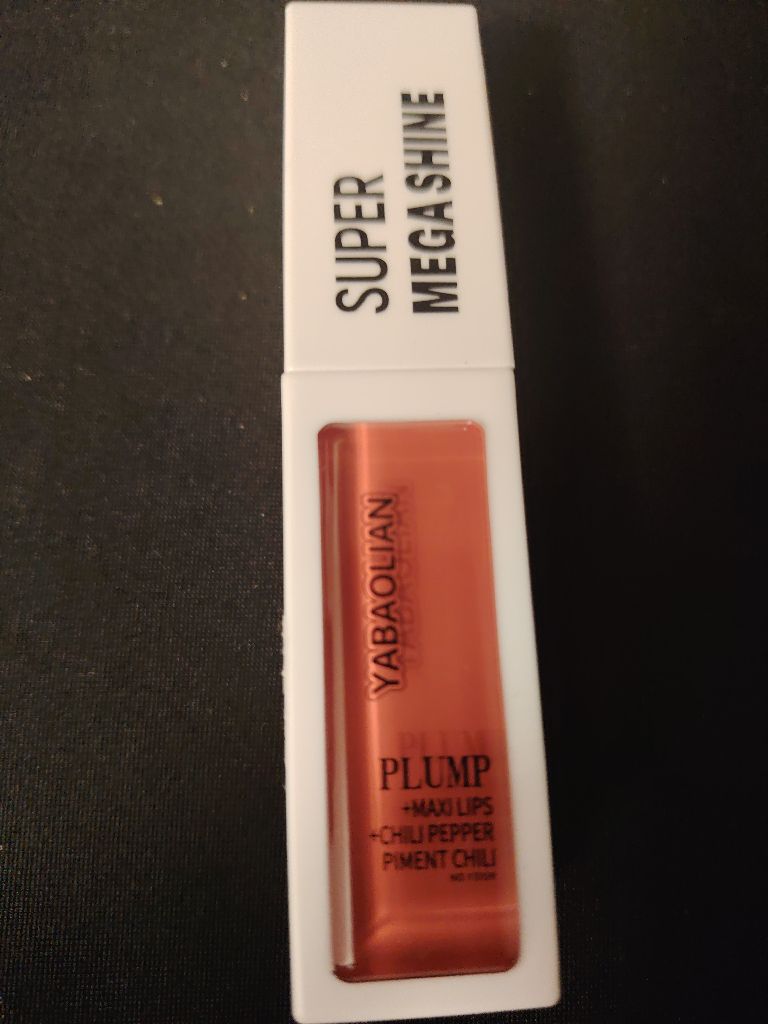 SUPER
MEGA SHINE
YABAOLIAN
PLUMP
+MAXI LIPS
+CHILI PEPPER
PIMENT CHILI